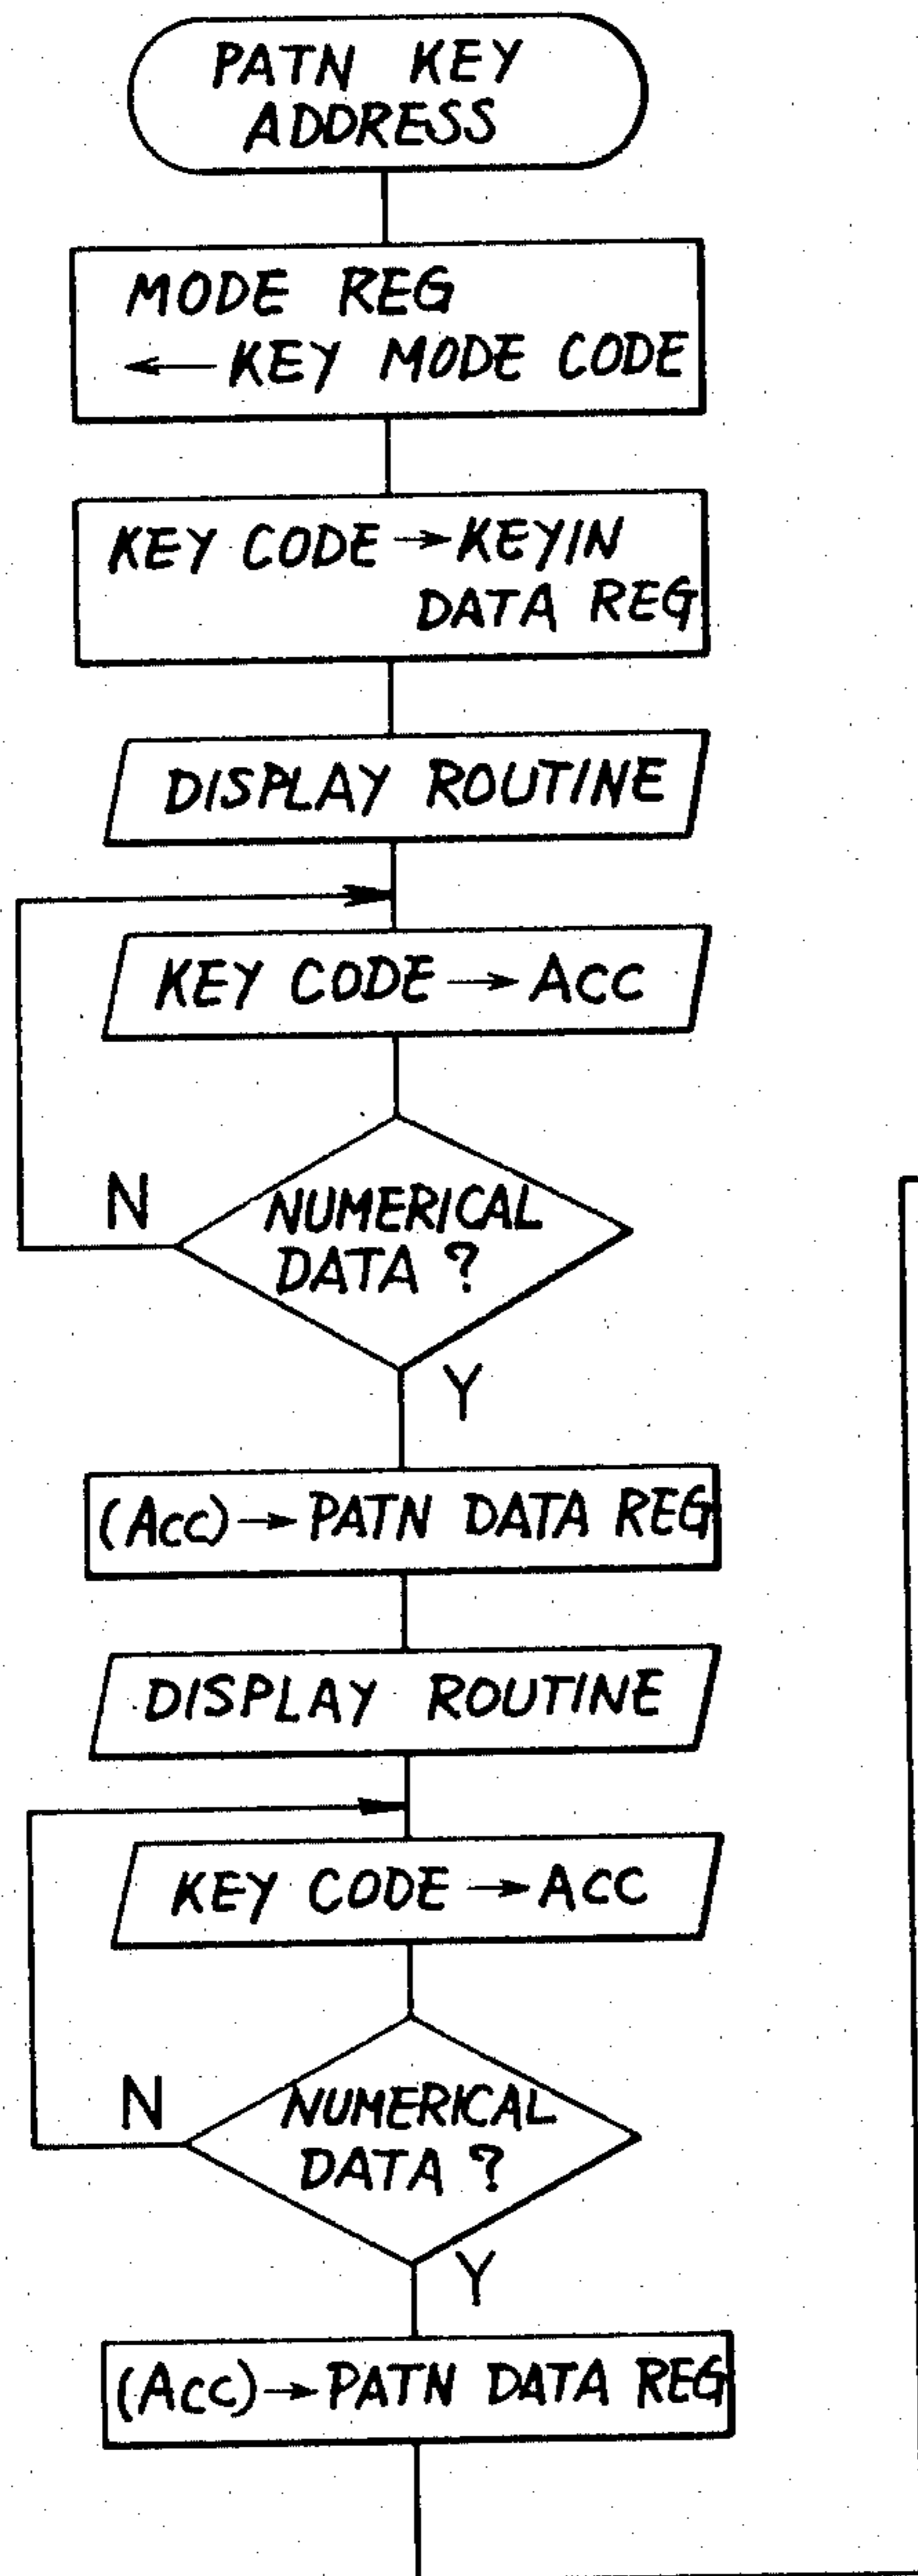 PATN KEY
ADDRESS
MODE REG
← KEY MODE CODE
KEY CODE → KEYIN
DATA REG
DISPLAY ROUTINE
KEY CODE → ACC
N
NUMERICAL
DATA ?
Y
(ACC) → PATN DATA REG
DISPLAY ROUTINE
KEY CODE → ACC
N
NUMERICAL
DATA ?
Y
(ACC) → PATN DATA REG